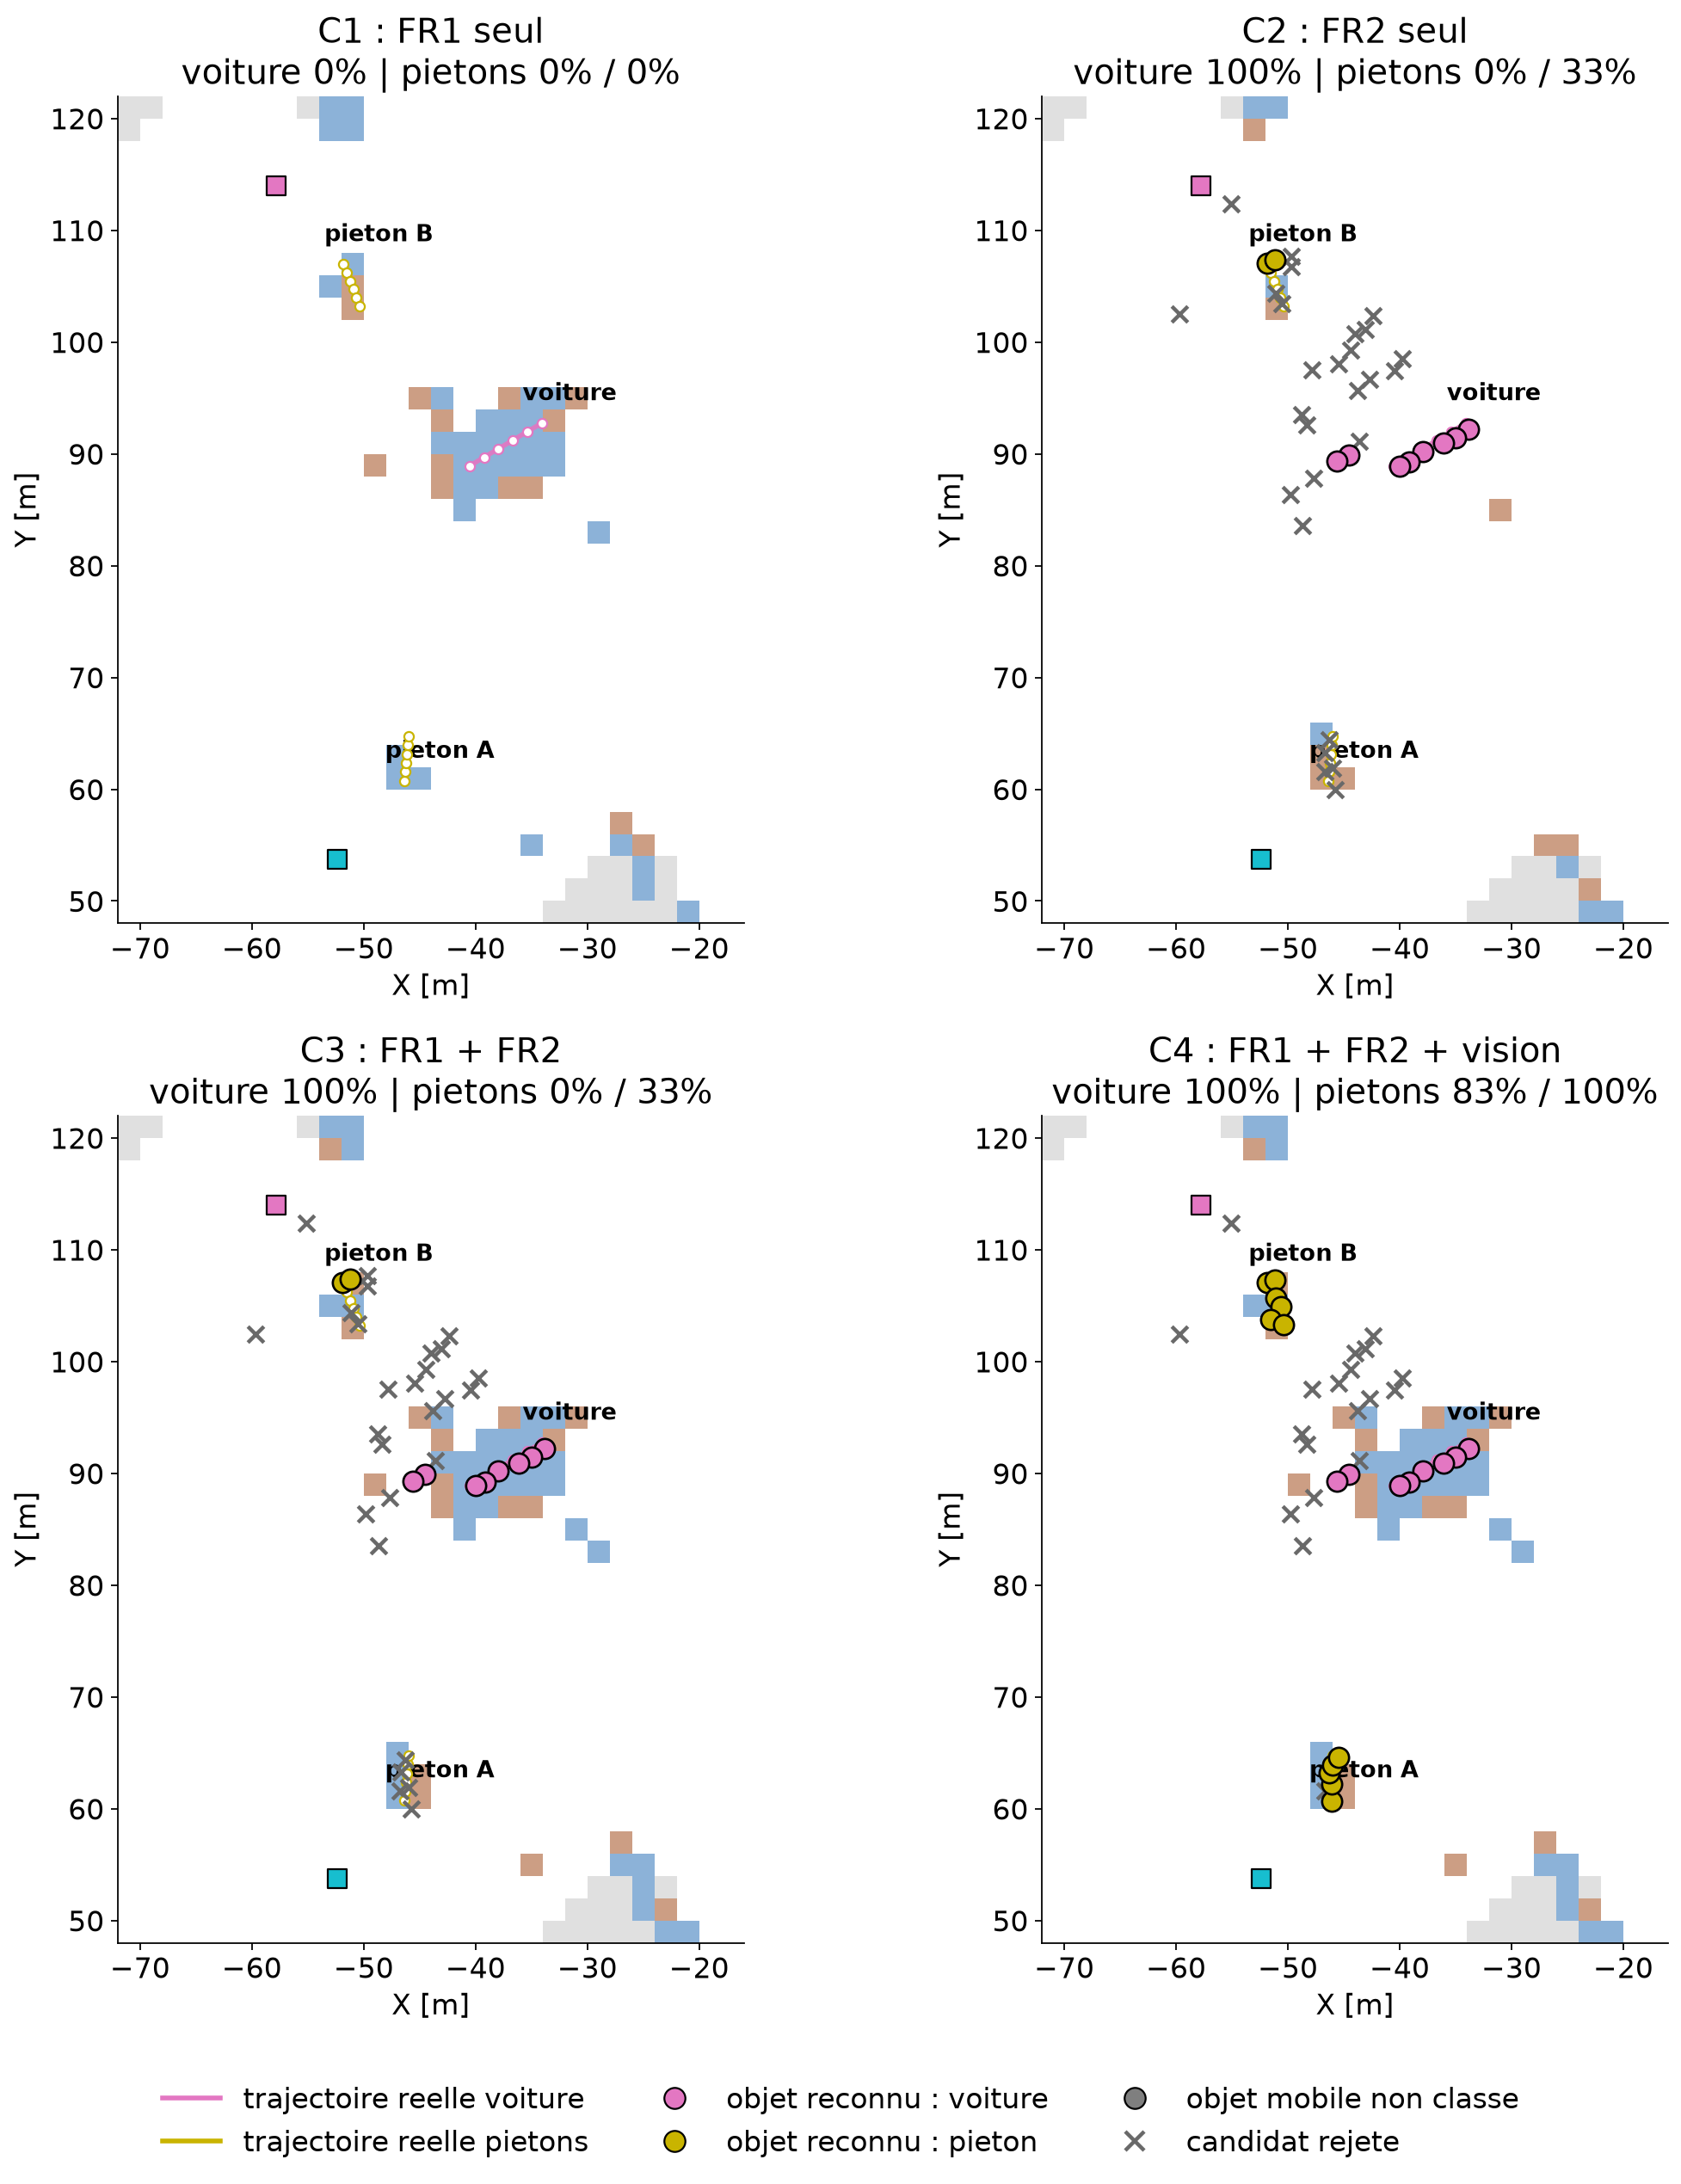 C1 : FR1 seul
voiture 0% | pietons 0% / 0%
120
110
100
90
80
70
60
50
Y [m]
pieton B
voiture
pieton A
−70
−60
−50
−40
−30
−20
X [m]
C2 : FR2 seul
voiture 100% | pietons 0% / 33%
120
110
100
90
80
70
60
50
Y [m]
pieton B
voiture
pieton A
−70
−60
−50
−40
−30
−20
X [m]
C3 : FR1 + FR2
voiture 100% | pietons 0% / 33%
120
110
100
90
80
70
60
50
Y [m]
pieton B
voiture
pieton A
−70
−60
−50
−40
−30
−20
X [m]
C4 : FR1 + FR2 + vision
voiture 100% | pietons 83% / 100%
120
110
100
90
80
70
60
50
Y [m]
pieton B
voiture
pieton A
−70
−60
−50
−40
−30
−20
X [m]
trajectoire reelle voiture
trajectoire reelle pietons
objet reconnu : voiture
objet reconnu : pieton
objet mobile non classe
candidat rejete